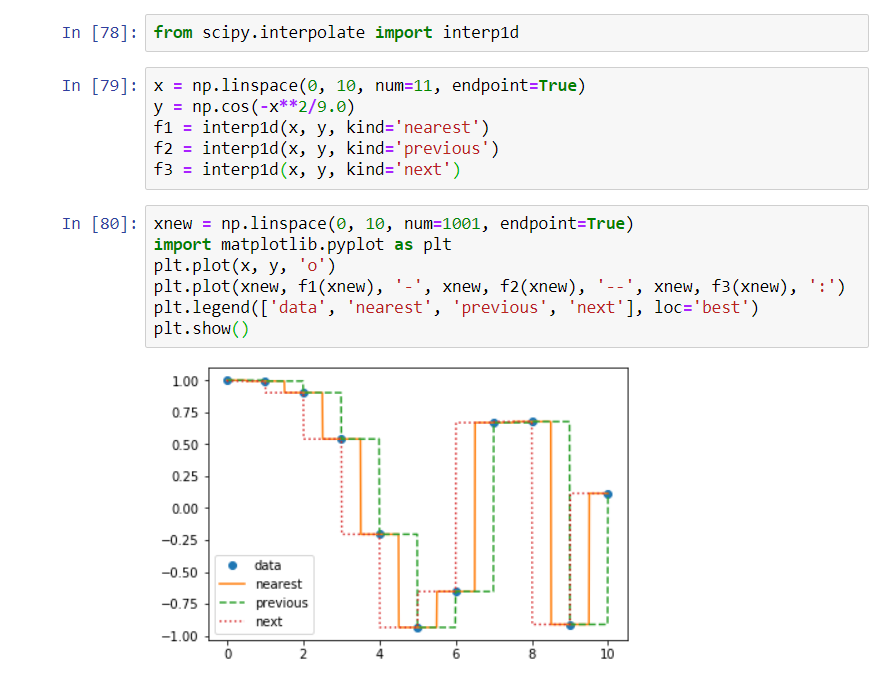 In [78]: from scipy.interpolate import interp1d
In [79]: x = np.linspace(0, 10, num=11, endpoint=True)
y = np.cos(-x**2/9.0)
f1 = interp1d(x, y, kind='nearest')
f2 = interp1d(x, y, kind='previous')
f3 = interp1d(x, y, kind='next')
In [80]: xnew = np.linspace(0, 10, num=1001, endpoint=True)
import matplotlib.pyplot as plt
plt.plot(x, y, 'o')
plt.plot(xnew, f1(xnew), '-', xnew, f2(xnew), '--', xnew, f3(xnew), ':')
plt.legend(['data', 'nearest', 'previous', 'next'], loc='best')
plt.show()
1.00
0.75
0.50
0.25
0.00
−0.25
−0.50
−0.75
−1.00
data
nearest
previous
next
0 2 4 6 8 10